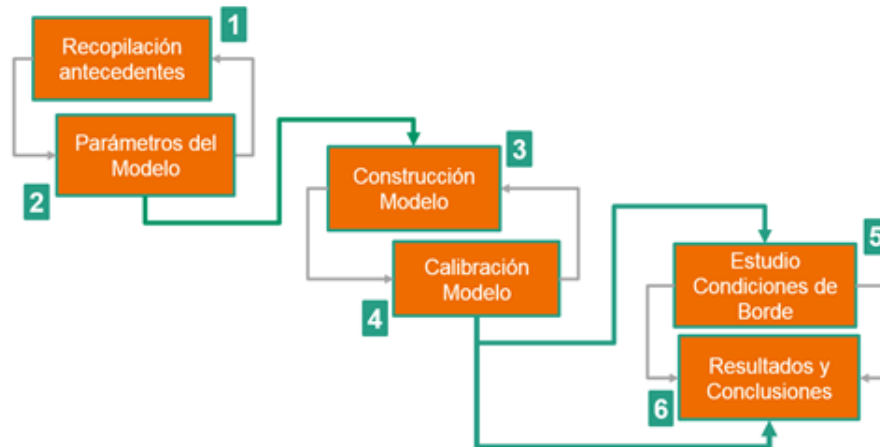 1
Recopilación
antecedentes
Parámetros del
Modelo
2
3
Construcción
Modelo
Calibración
Modelo
4
5
Estudio
Condiciones de
Borde
Resultados y
Conclusiones
6